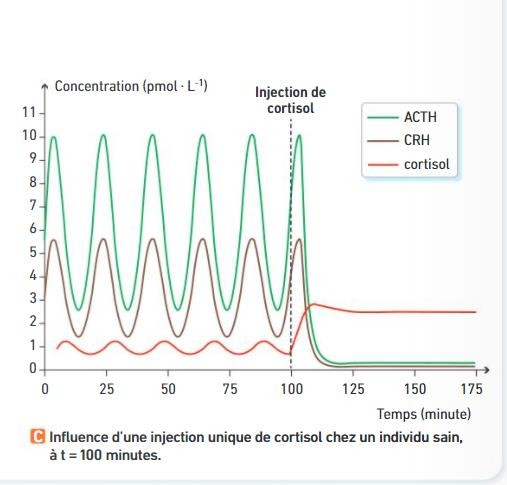 Concentration (pmol · L⁻¹)
Injection de
cortisol
ACTH
CRH
cortisol
11
10
9
8
7
6
5
4
3
2
1
0
0 25 50 75 100 125 150 175
Temps (minute)
C Influence d'une injection unique de cortisol chez un individu sain,
à t = 100 minutes.